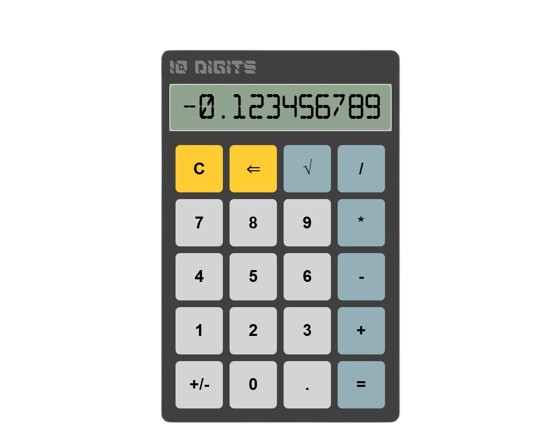 10 DIGITS
-0.123456789
C ⇐ √ /
7 8 9 *
4 5 6 -
1 2 3 +
+/- 0 . =